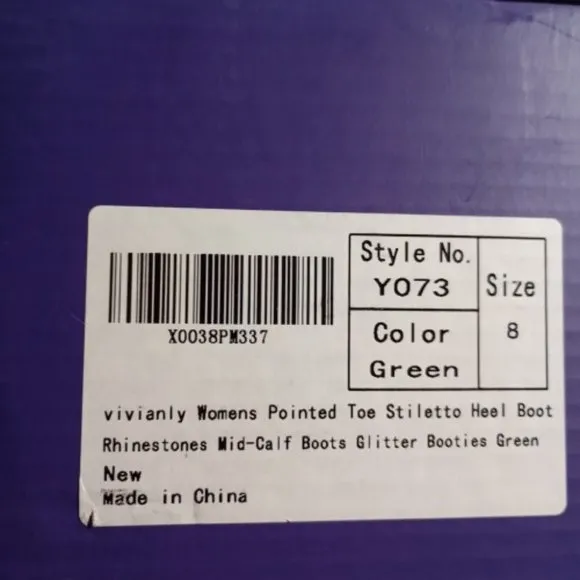 X0038PM337
Style No.
Y073
Color
Green
Size
8
vivianly Womens Pointed Toe Stiletto Heel Boot
Rhinestones Mid-Calf Boots Glitter Booties Green
New
Made in China